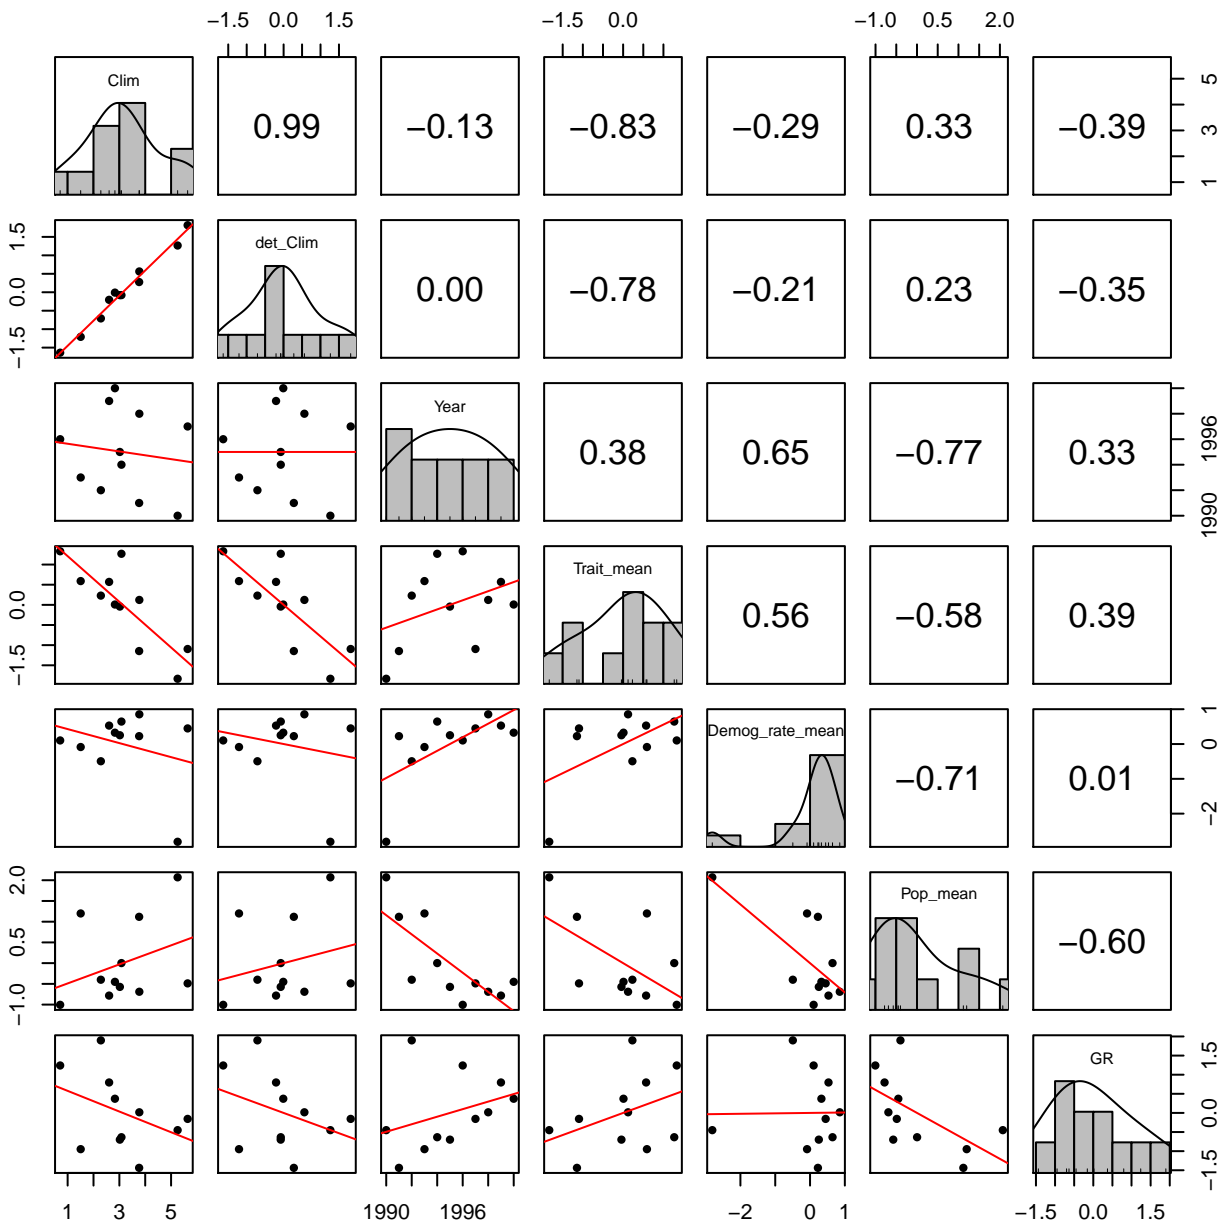 −1.5 0.0 1.5 −1.5 0.0 −1.0 0.5 2.0
Clim
0.99 −0.13 −0.83 −0.29 0.33 −0.39
1 3 5
−1.5 0.0 1.5
det_Clim
0.00 −0.78 −0.21 0.23 −0.35
Year
0.38 0.65 −0.77 0.33
1990 1996
−1.5 0.0
Trait_mean
0.56 −0.58 0.39
Demog_rate_mean
−0.71 0.01
−2 0 1
−1.0 0.5 2.0
Pop_mean
−0.60
GR
−1.5 0.0 1.5
1 3 5 1990 1996 −2 0 1 −1.5 0.0 1.5